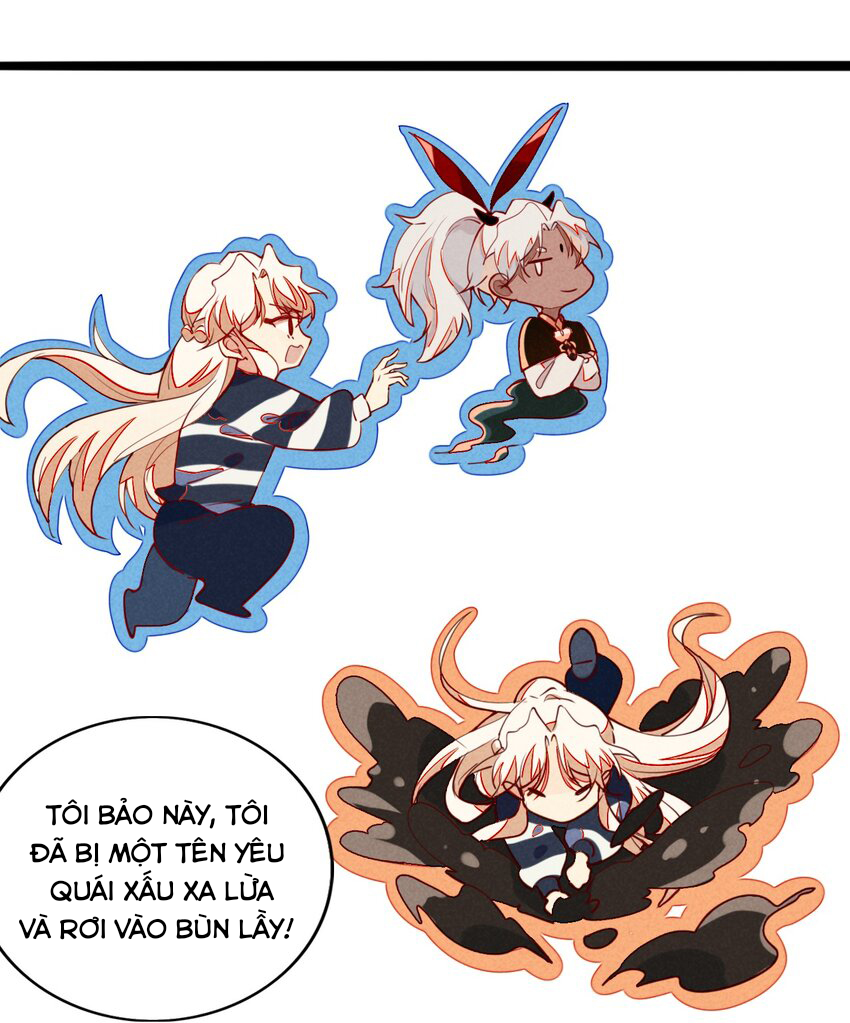 TÔI BẢO NÀY, TÔI
ĐÃ BỊ MỘT TÊN YÊU
QUÁI XẤU XA LỪA
VÀ RƠI VÀO BÙN LẦY!